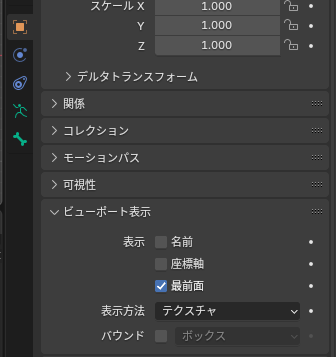 スケール X 1.000
Y 1.000
Z 1.000
デルタトランスフォーム
関係
コレクション
モーションパス
可視性
ビューポート表示
表示 名前
座標軸
最前面
表示方法 テクスチャ
バウンド ボックス